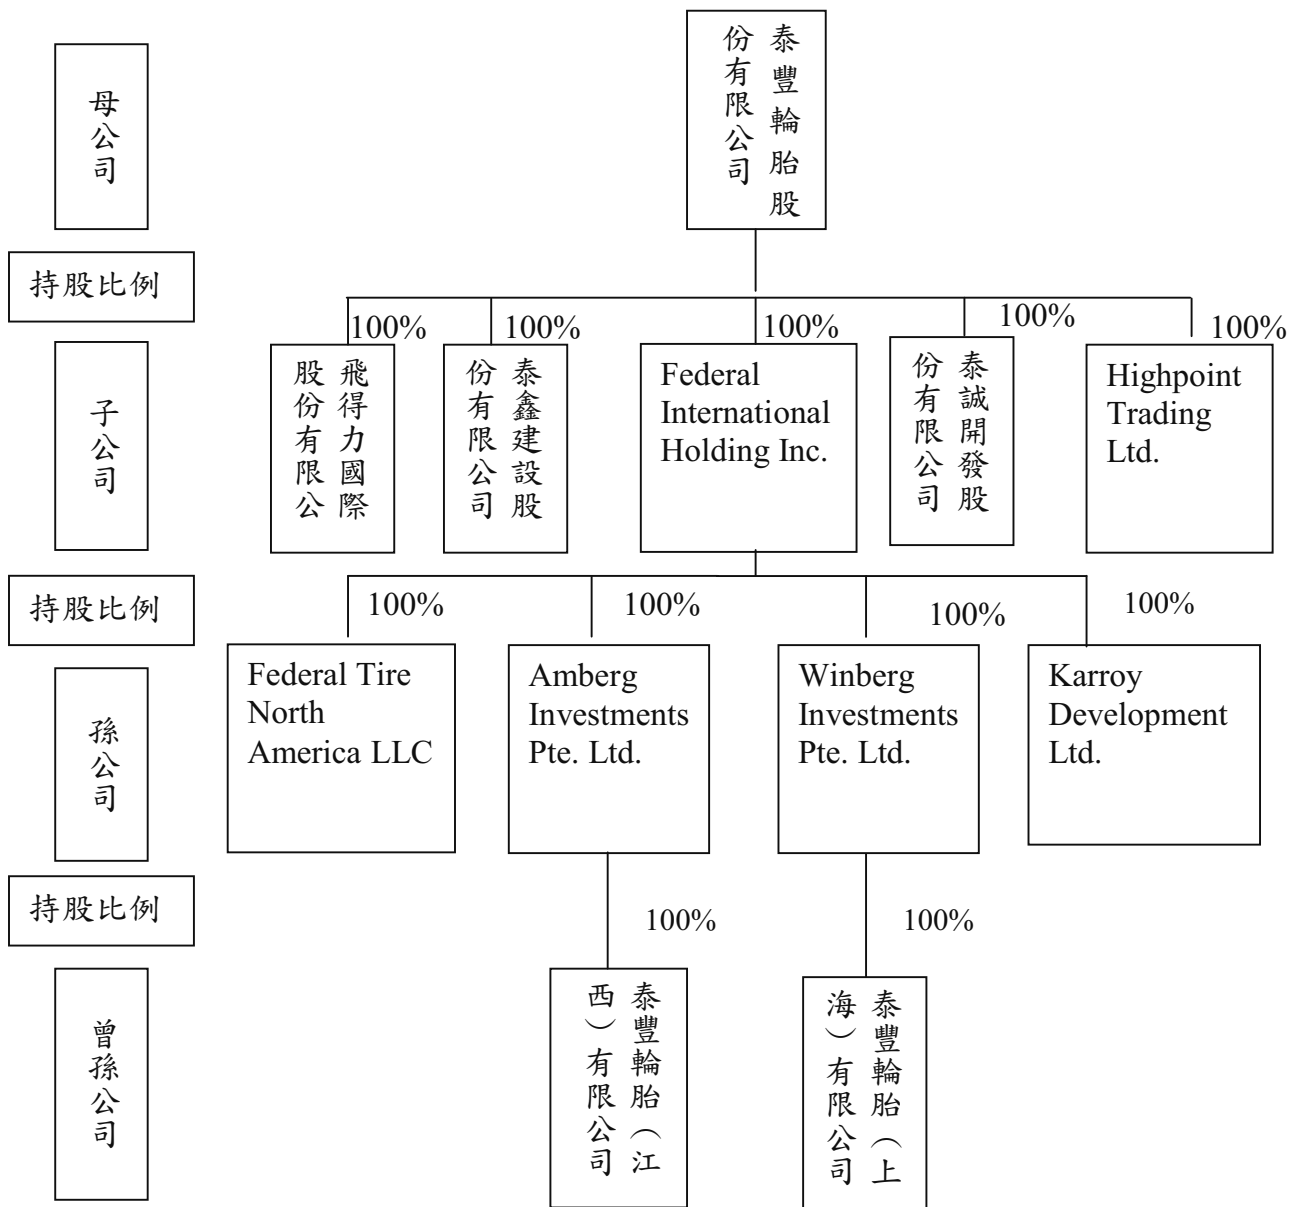 母公司
泰豐輪胎股
份有限公司
持股比例
100%
100%
100%
100%
100%
子公司
飛得力國際
股份有限公
泰鑫建設股
份有限公司
Federal
International
Holding Inc.
泰誠開發股
份有限公司
Highpoint
Trading
Ltd.
持股比例
100%
100%
100%
100%
孫公司
Federal Tire
North
America LLC
Amberg
Investments
Pte. Ltd.
Winberg
Investments
Pte. Ltd.
Karroy
Development
Ltd.
持股比例
100%
100%
曾孫公司
泰豐輪胎（江
西）有限公司
泰豐輪胎（上
海）有限公司